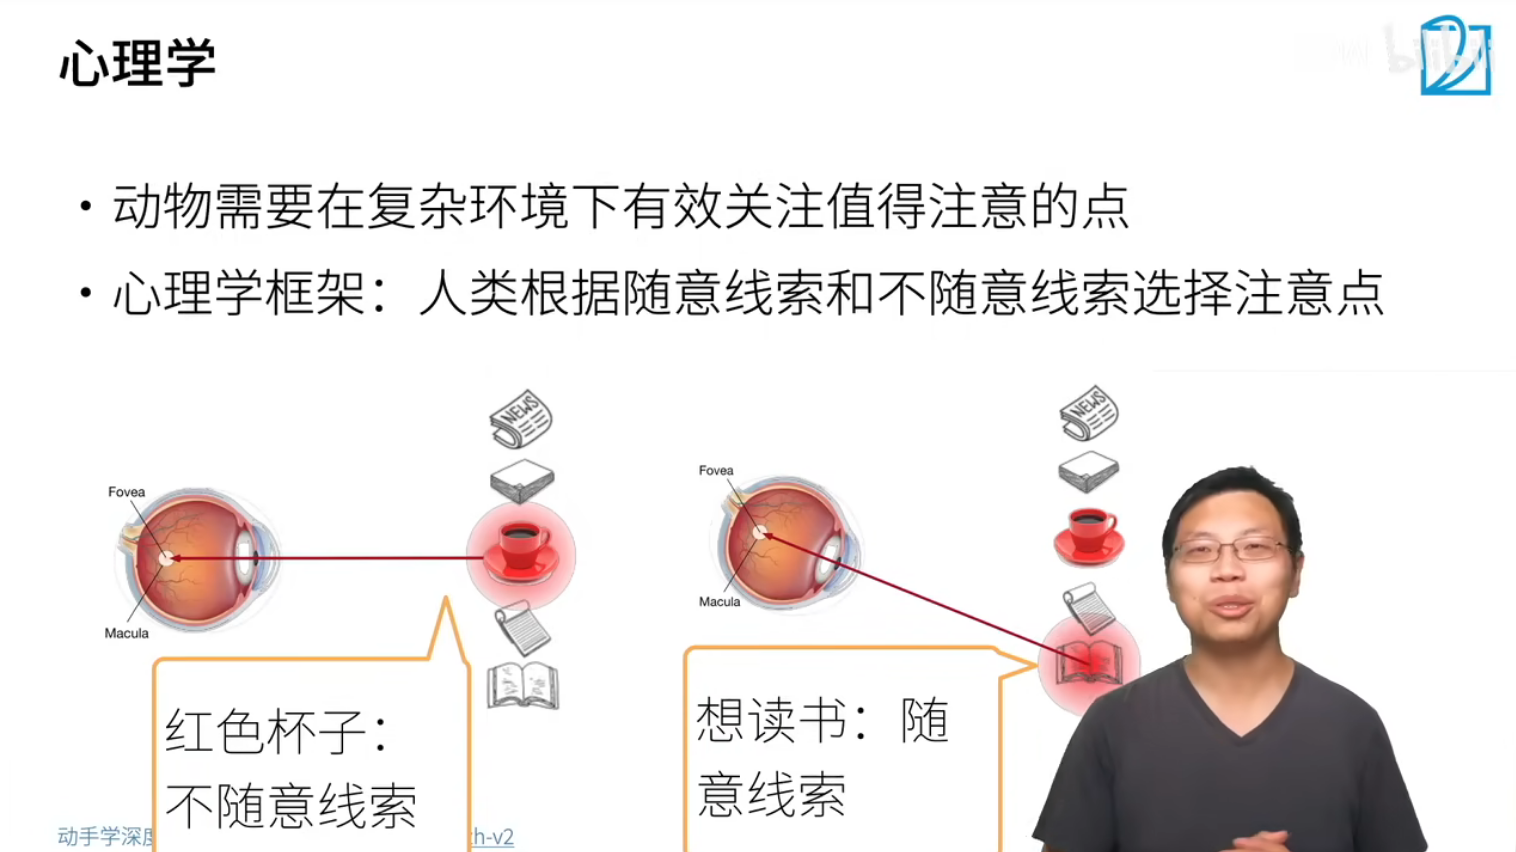 心理学
bilibili
• 动物需要在复杂环境下有效关注值得注意的点
• 心理学框架：人类根据随意线索和不随意线索选择注意点
NEWS
Fovea
Macula
红色杯子：
不随意线索
NEWS
Fovea
Macula
想读书：随
意线索
动手学深度
ch-v2